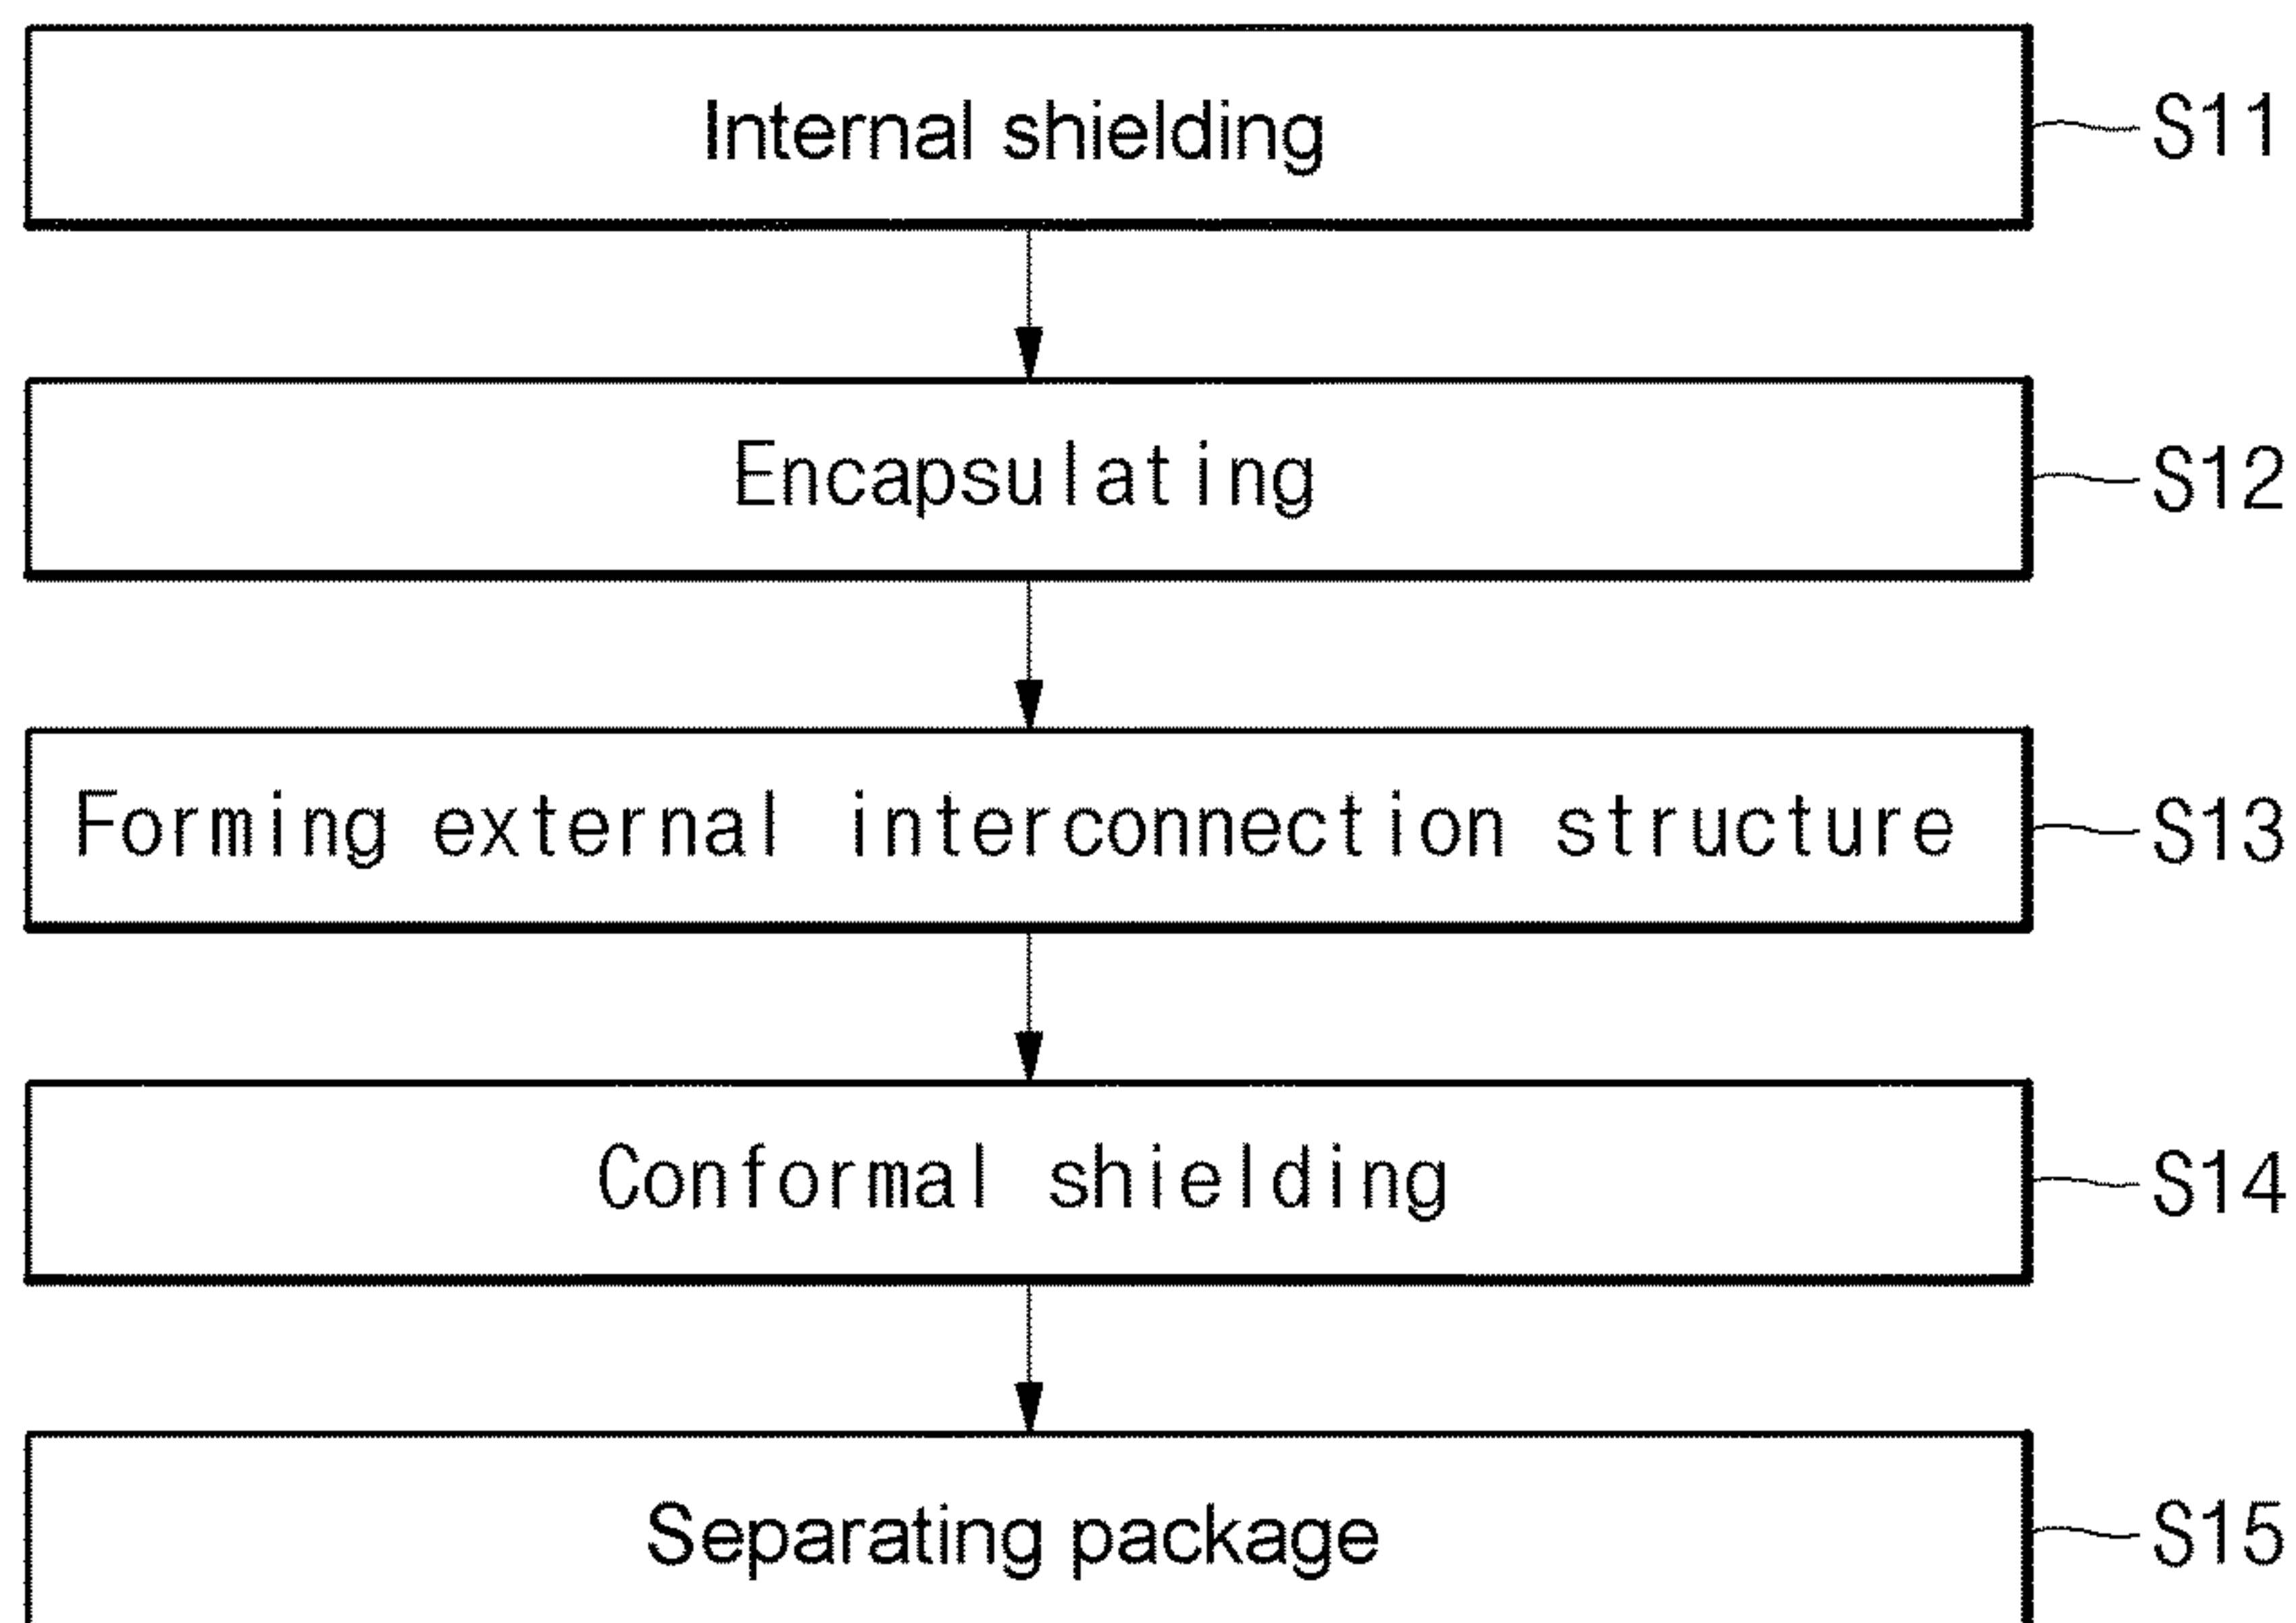 Internal shielding S11
Encapsulating S12
Forming external interconnection structure S13
Conformal shielding S14
Separating package S15